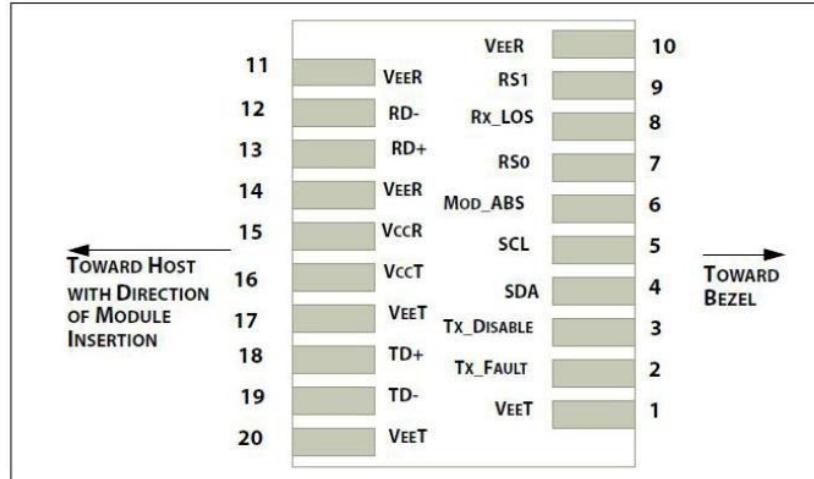 11 VEER
12 RD-
13 RD+
14 VEER
15 VCCR
16 VCCT
17 VEET
18 TD+
19 TD-
20 VEET
VEER 10
RS1 9
RX_LOS 8
RS0 7
MOD_ABS 6
SCL 5
SDA 4
TX_DISABLE 3
TX_FAULT 2
VEET 1
TOWARD HOST
WITH DIRECTION
OF MODULE
INSERTION
TOWARD
BEZEL